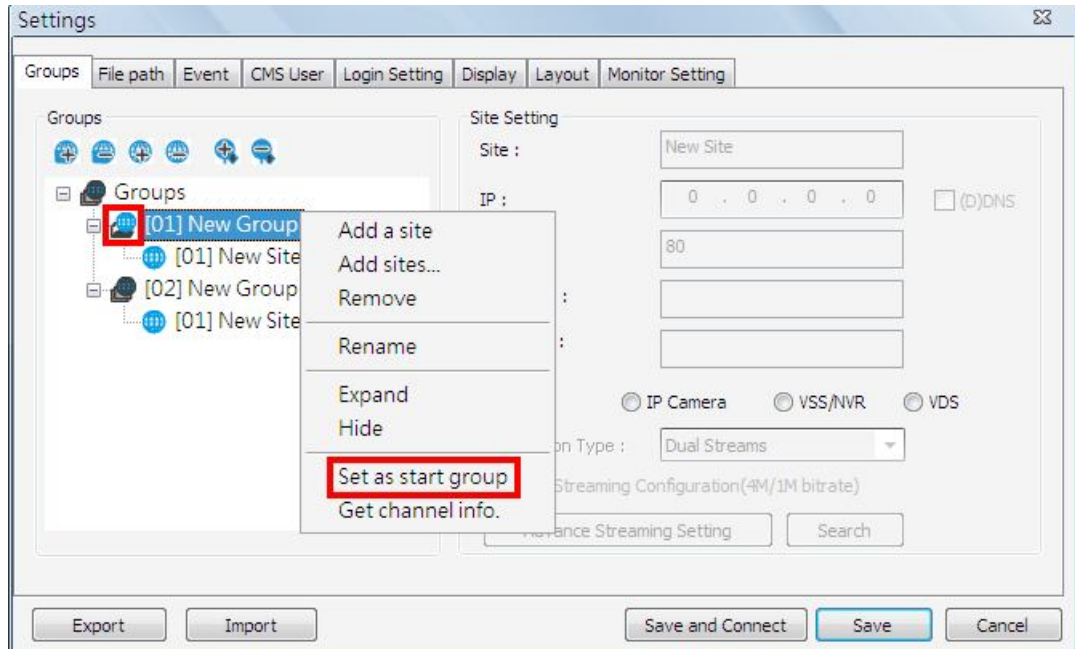 Settings
Groups File path Event CMS User Login Setting Display Layout Monitor Setting
Groups
Groups
[01] New Group
[01] New Site
[02] New Group
[01] New Site
Add a site
Add sites...
Remove
Rename
Expand
Hide
Set as start group
Get channel info.
Site Setting
Site : New Site
IP : 0 . 0 . 0 . 0 (D)DNS
80
:
:
IP Camera VSS/NVR VDS
Type : Dual Streams
Streaming Configuration(4M/1M bitrate)
Streaming Setting Search
Export Import Save and Connect Save Cancel